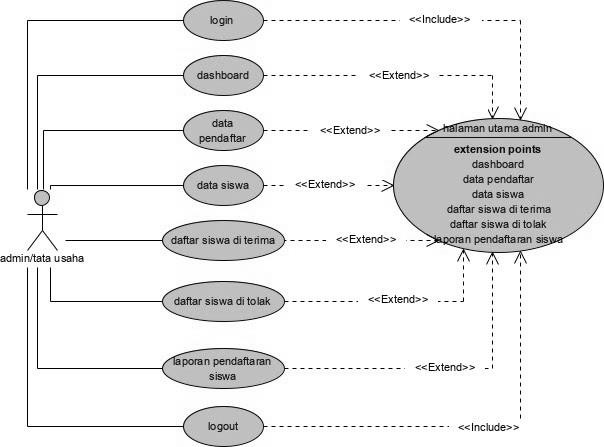 login
<<Include>>
dashboard
<<Extend>>
data
pendaftar
<<Extend>>
halaman utama admin
extension points
dashboard
data pendaftar
data siswa
daftar siswa di terima
daftar siswa di tolak
laporan pendaftaran siswa
data siswa
<<Extend>>
admin/tata usaha
daftar siswa di terima
<<Extend>>
daftar siswa di tolak
<<Extend>>
laporan pendaftaran
siswa
<<Extend>>
logout
<<Include>>